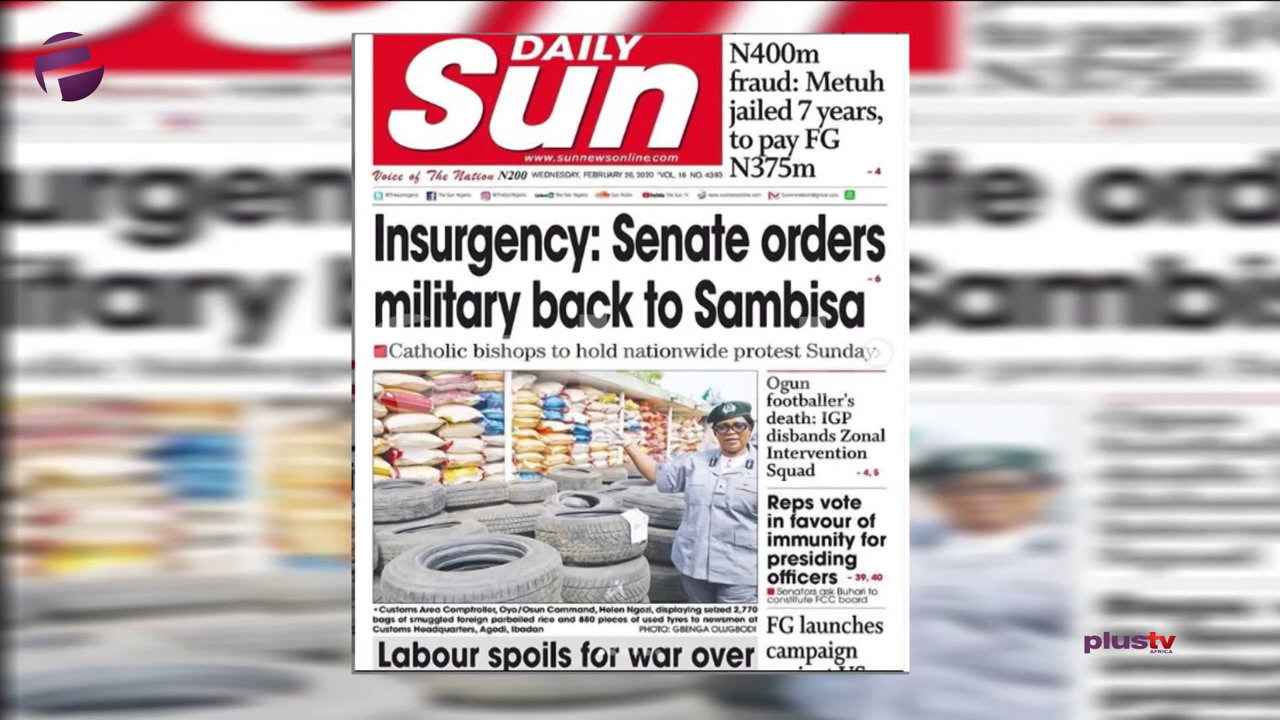 DAILY
Sun
www.sunnewsonline.com
Voice of The Nation N200 WEDNESDAY, FEBRUARY 26, 2020 VOL. 16 NO. 4393
N400m
fraud: Metuh
jailed 7 years,
to pay FG
N375m - 4
Insurgency: Senate orders
military back to Sambisa - 6
Catholic bishops to hold nationwide protest Sunday
Ogun
footballer's
death: IGP
disbands Zonal
Intervention
Squad - 4, 5
Reps vote
in favour of
immunity for
presiding
officers - 39, 40
Senators ask Buhari to
constitute FCC board
FG launches
campaign
• Customs Area Comptroller, Oyo/Osun Command, Helen Ngozi, displaying seized 2,770
bags of smuggled foreign parboiled rice and 880 pieces of used tyres to newsmen at
Customs Headquarters, Agodi, Ibadan PHOTO: GBENGA OLUGBODI
Labour spoils for war over
plustv
AFRICA